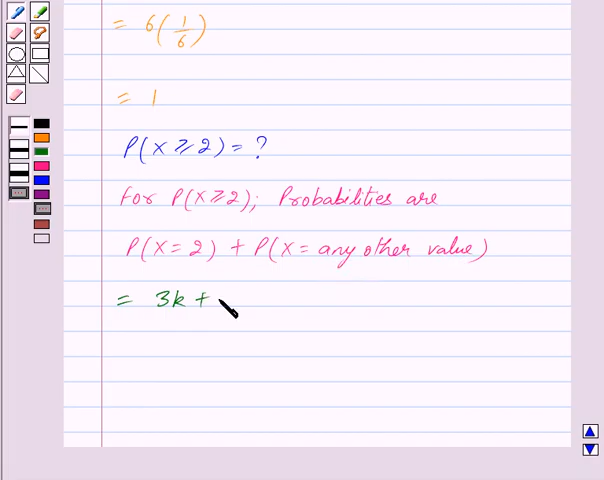 = 6(1/6)
= 1
P(X ⩾ 2) = ?
For P(X ⩾ 2); Probabilities are
P(X = 2) + P(X = any other value)
= 3k +